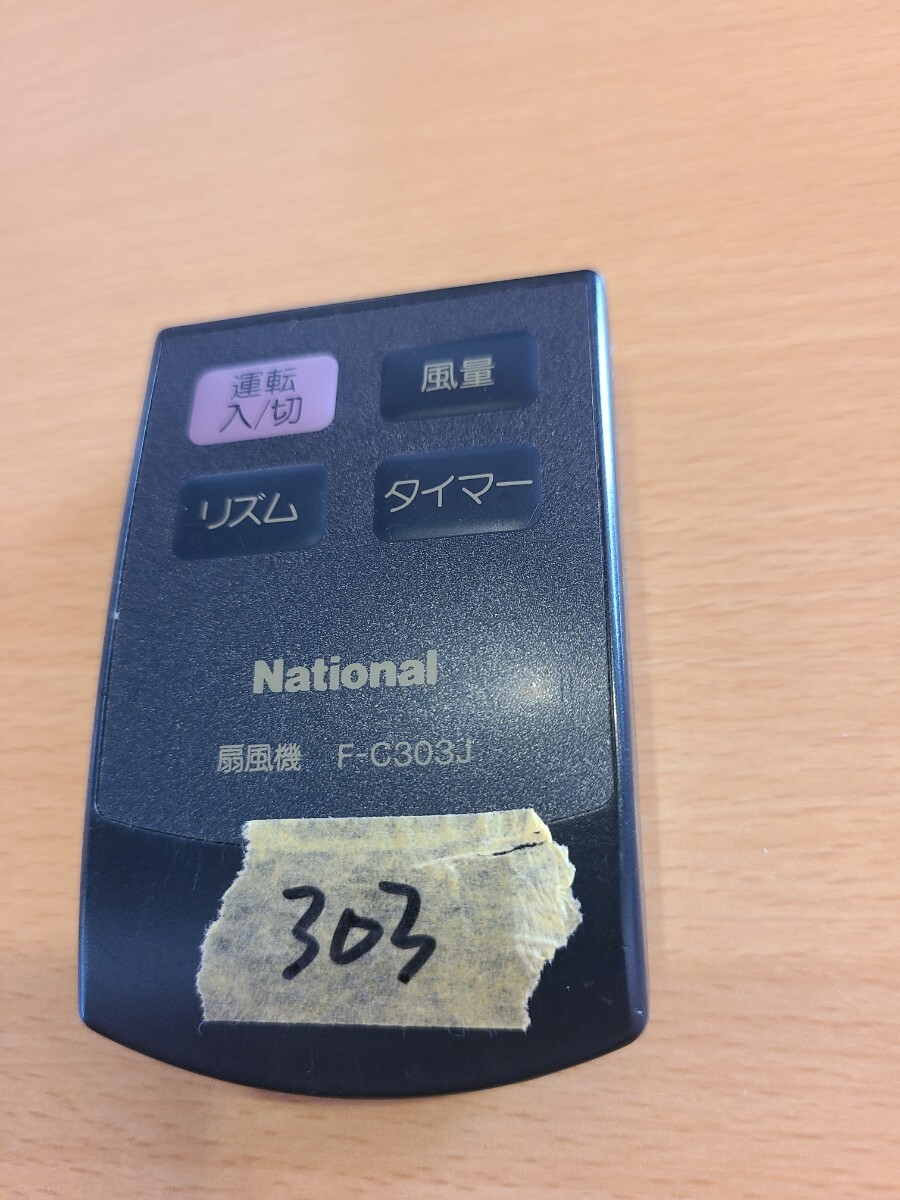 運転
入/切
風量
リズム
タイマー
National
扇風機 F-C303J
303